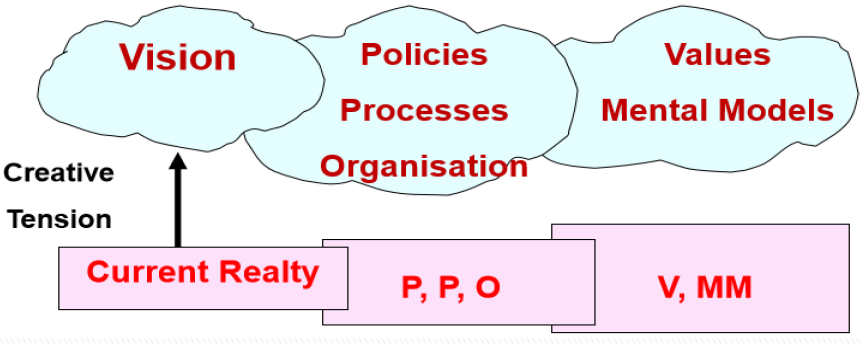 Vision
Policies
Processes
Organisation
Values
Mental Models
Creative
Tension
Current Realty
P, P, O
V, MM